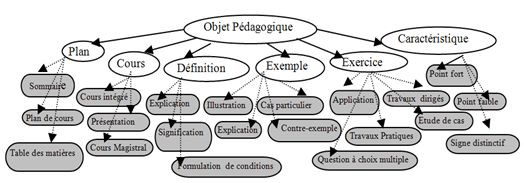 Objet Pédagogique
Plan
Cours
Définition
Exemple
Exercice
Caractéristique
Sommaire
Plan de cours
Table des matières
Cours intégré
Présentation
Cours Magistral
Explication
Signification
Formulation de conditions
Illustration
Explication
Cas particulier
Contre-exemple
Application
Travaux dirigés
Etude de cas
Travaux Pratiques
Question à choix multiple
Point fort
Point faible
Signe distinctif